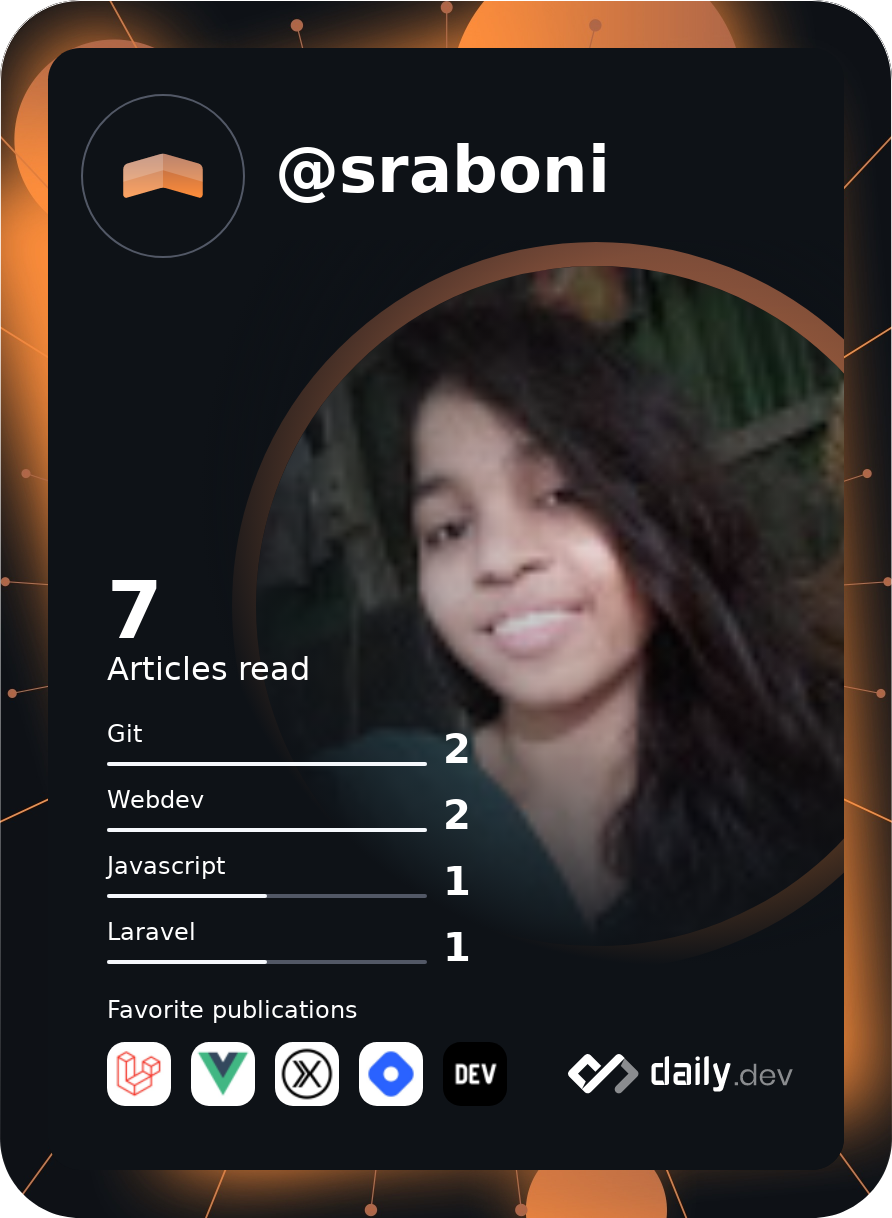 @sraboni
7
Articles read
Git 2
Webdev 2
Javascript 1
Laravel 1
Favorite publications
DEV
daily.dev